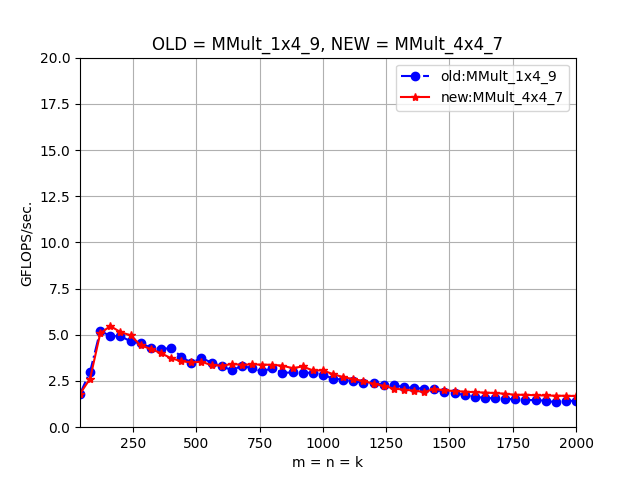 OLD = MMult_1x4_9, NEW = MMult_4x4_7
old:MMult_1x4_9
new:MMult_4x4_7
GFLOPS/sec.
20.0
17.5
15.0
12.5
10.0
7.5
5.0
2.5
0.0
250 500 750 1000 1250 1500 1750 2000
m = n = k